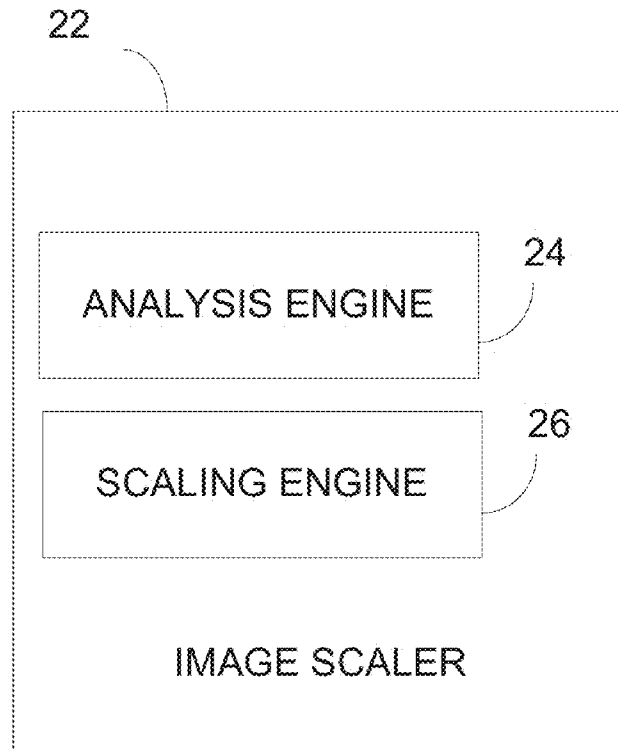 22
24
ANALYSIS ENGINE
26
SCALING ENGINE
IMAGE SCALER